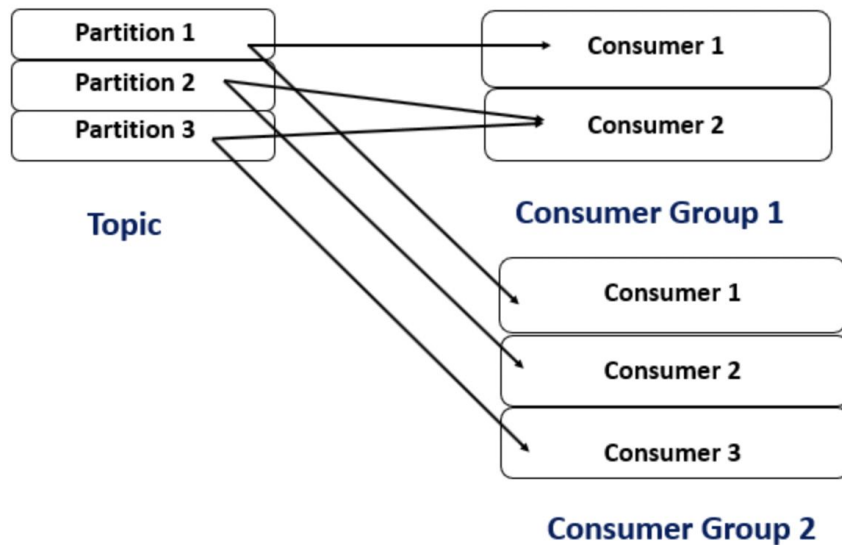 Partition 1
Partition 2
Partition 3
Topic
Consumer 1
Consumer 2
Consumer Group 1
Consumer 1
Consumer 2
Consumer 3
Consumer Group 2